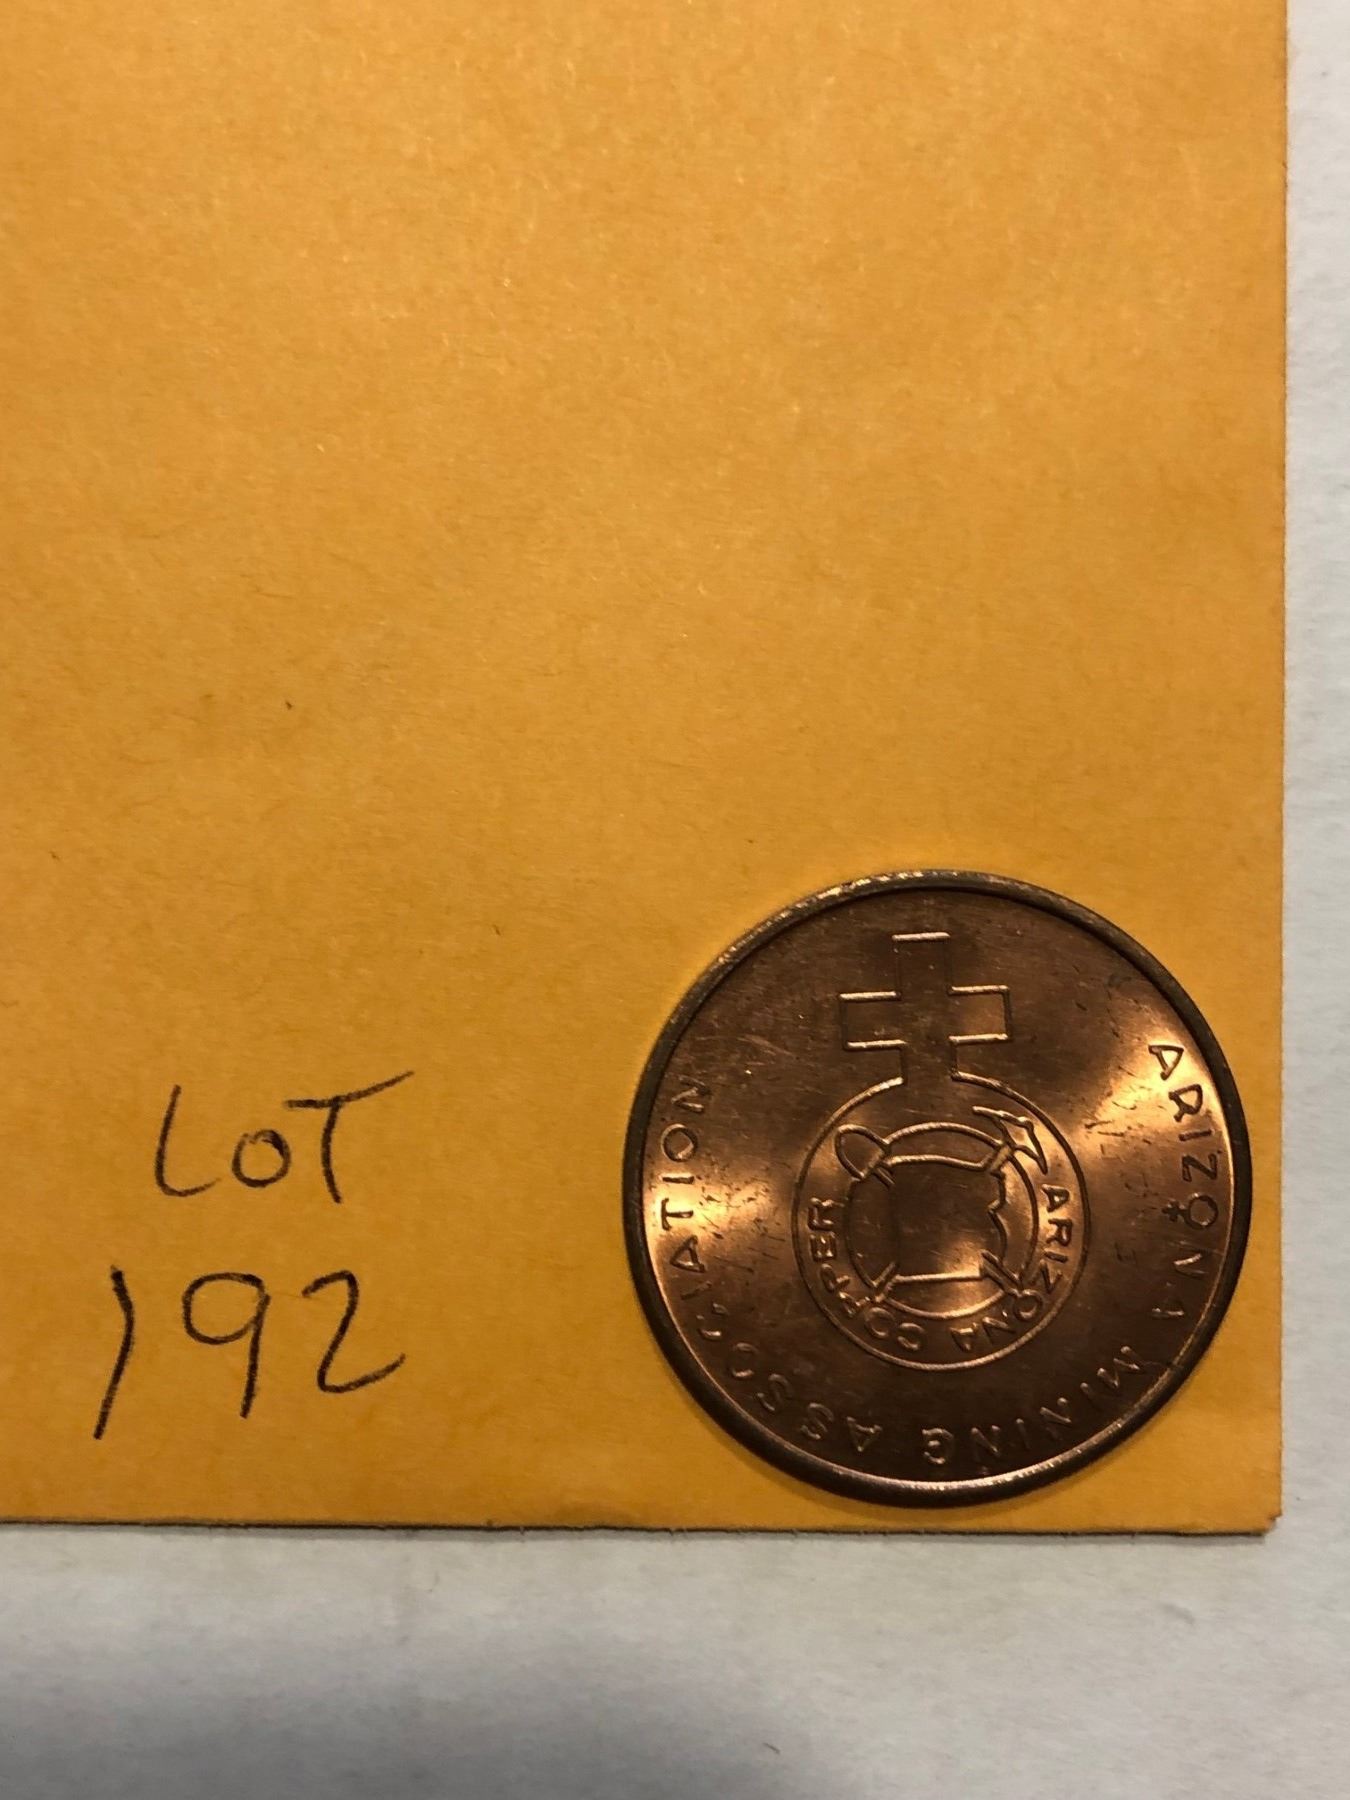 LOT
192
ARIZONA MINING ASSOCIATION
ARIZONA COPPER